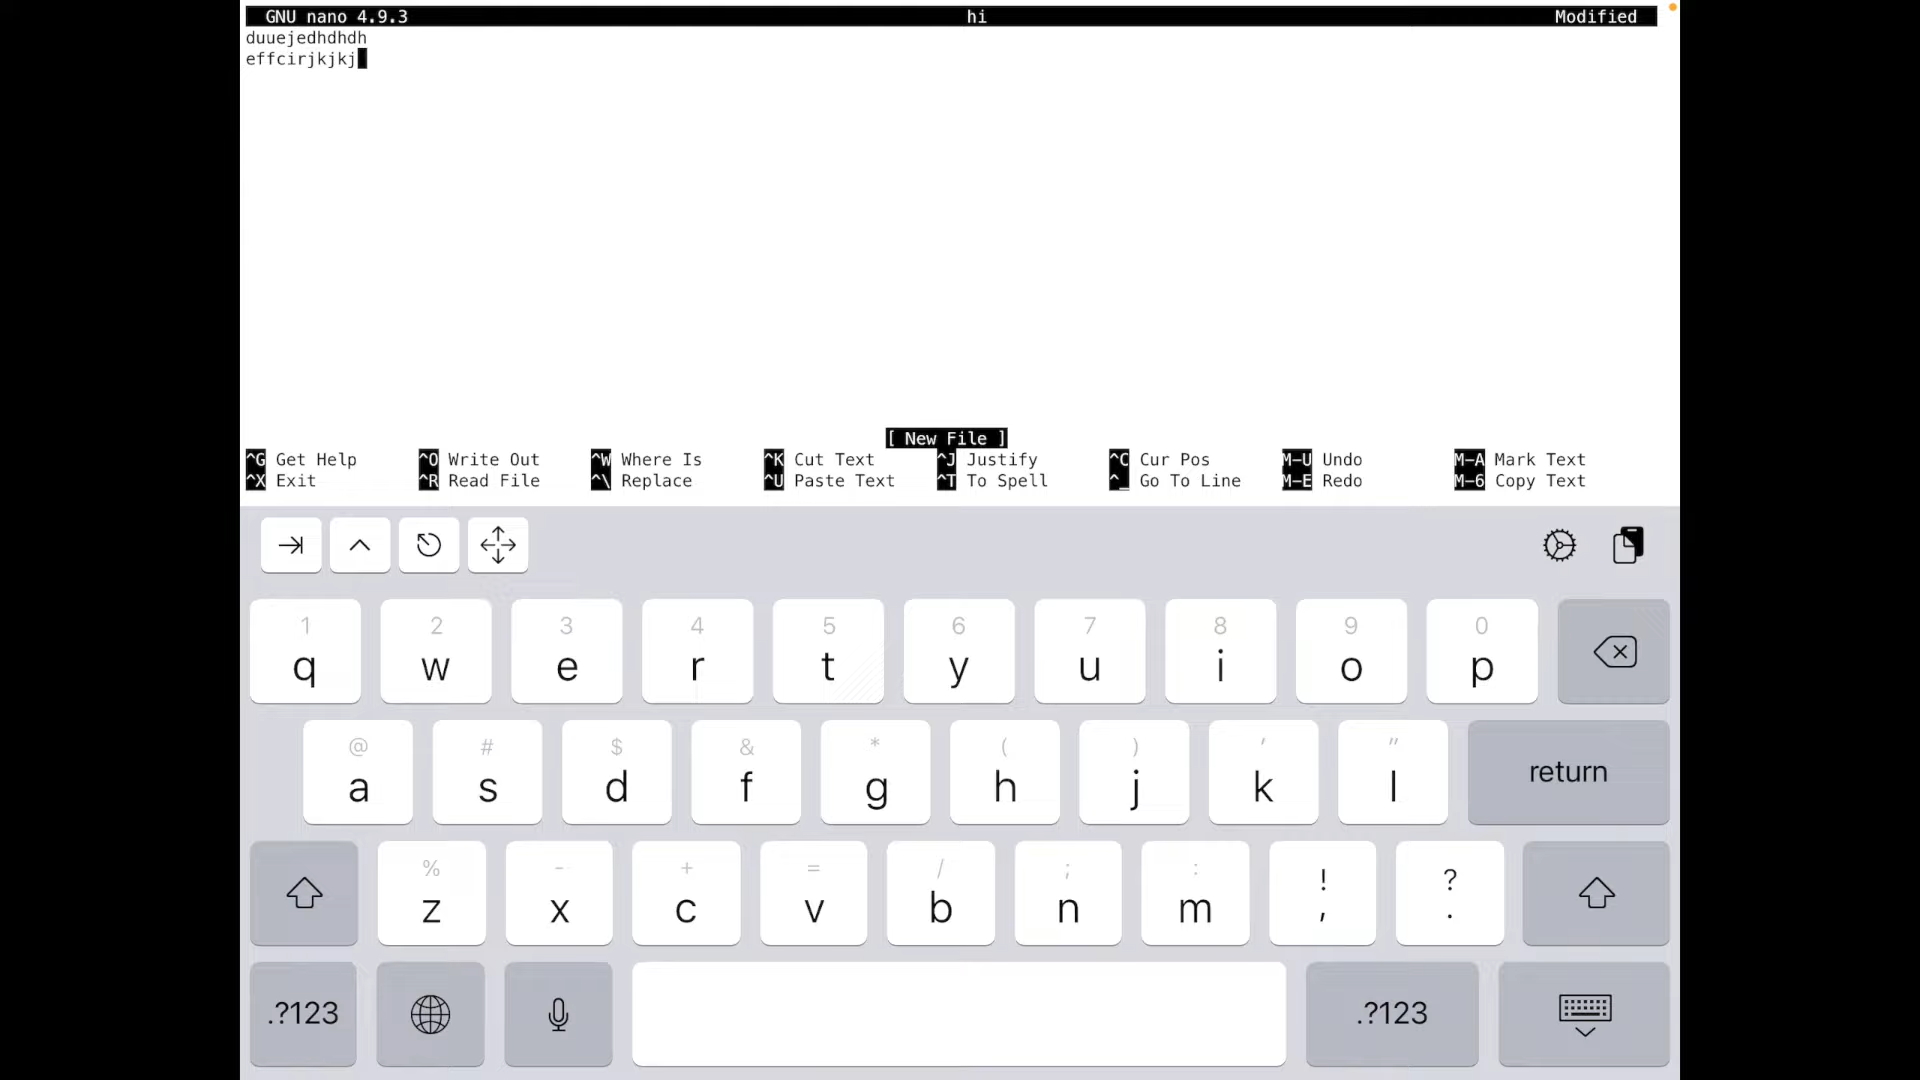 GNU nano 4.9.3 hi Modified
duuejedhdhdh
effcirjkjkj
[ New File ]
^G Get Help ^O Write Out ^W Where Is ^K Cut Text ^J Justify ^C Cur Pos M-U Undo M-A Mark Text
^X Exit ^R Read File ^\ Replace ^U Paste Text ^T To Spell ^_ Go To Line M-E Redo M-6 Copy Text
1 2 3 4 5 6 7 8 9 0
q w e r t y u i o p
@ # $ & * ( ) ' "
a s d f g h j k l return
% - + = / ; : ! ?
z x c v b n m , .
.?123 .?123